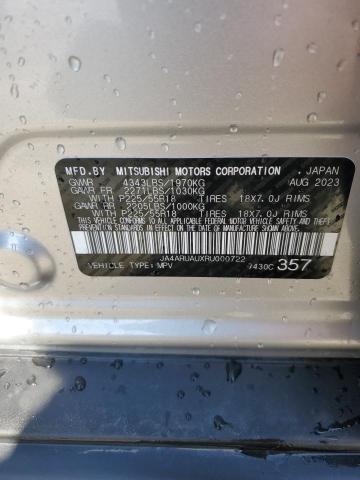 MFD.BY MITSUBISHI MOTORS CORPORATION, JAPAN
GVWR 4343LBS/1970KG AUG 2023
GAWR FR 2271LBS/1030KG
WITH P225/55R18 TIRES 18X7.0J RIMS
GAWR RR 2205LBS/1000KG
WITH P225/55R18 TIRES 18X7.0J RIMS
THIS VEHICLE CONFORMS TO ALL APPLICABLE FEDERAL MOTOR VEHICLE SAFETY AND THEFT PREVENTION STANDARDS IN EFFECT ON THE DATE OF MANUFACTURE SHOWN ABOVE.
JA4ARUAUXRU000722
VEHICLE TYPE: MPV 7430C 357